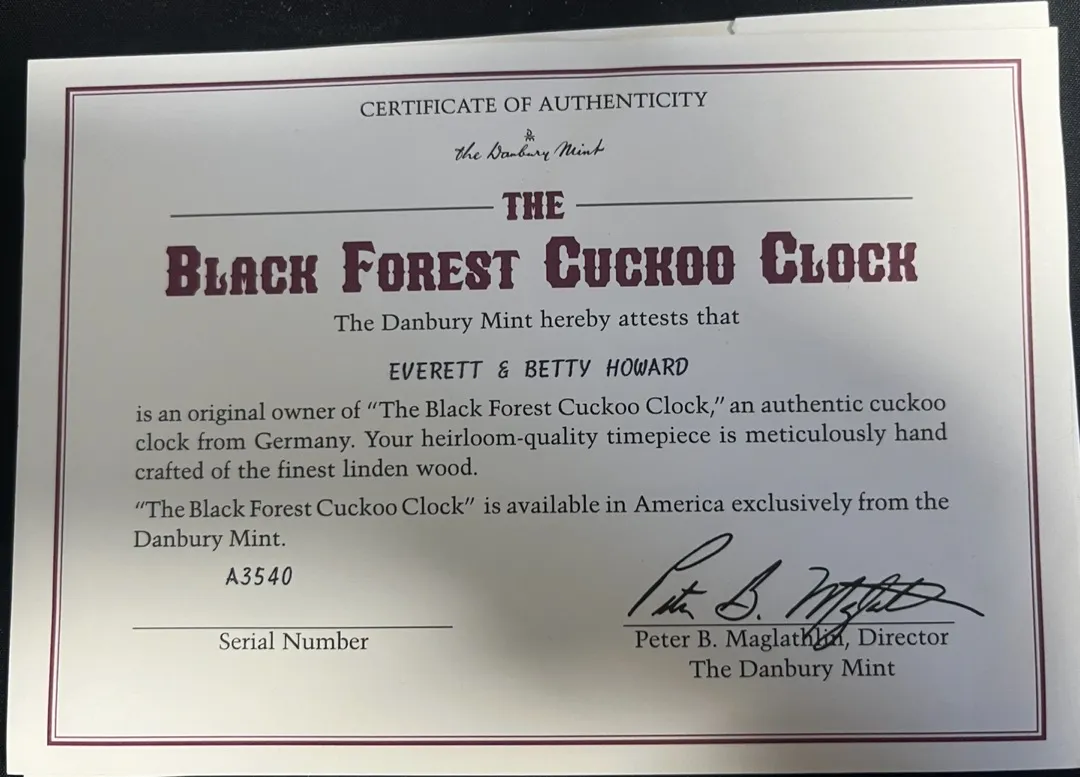 CERTIFICATE OF AUTHENTICITY
the Danbury Mint
THE
BLACK FOREST CUCKOO CLOCK
The Danbury Mint hereby attests that
EVERETT & BETTY HOWARD
is an original owner of “The Black Forest Cuckoo Clock,” an authentic cuckoo
clock from Germany. Your heirloom-quality timepiece is meticulously hand
crafted of the finest linden wood.
“The Black Forest Cuckoo Clock” is available in America exclusively from the
Danbury Mint.
A3540
Serial Number
Peter B. Maglathlin
Peter B. Maglathlin, Director
The Danbury Mint